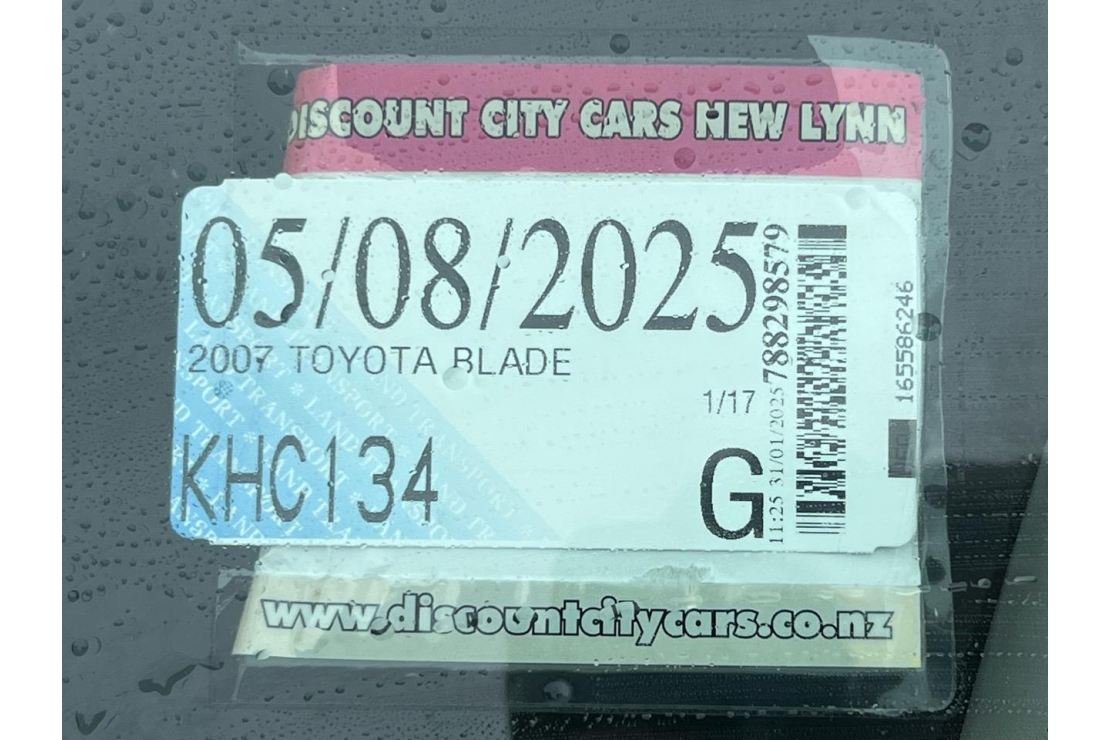 DISCOUNT CITY CARS NEW LYNN
05/08/2025
2007 TOYOTA BLADE
1/17
KHC134
G
11:25 31/01/2025 788298579
165586246
www.discountcitycars.co.nz